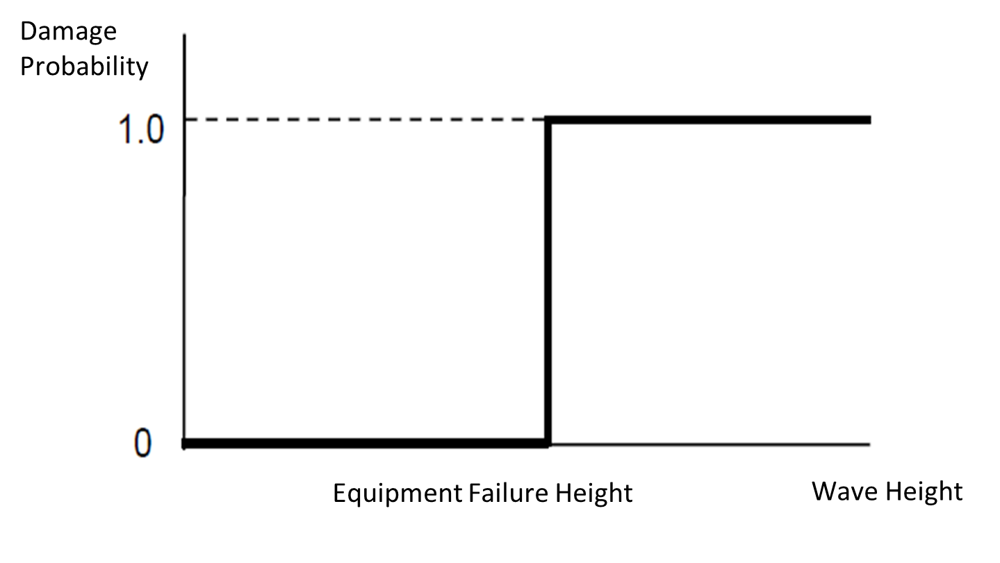 Damage
Probability
1.0
0
Equipment Failure Height
Wave Height